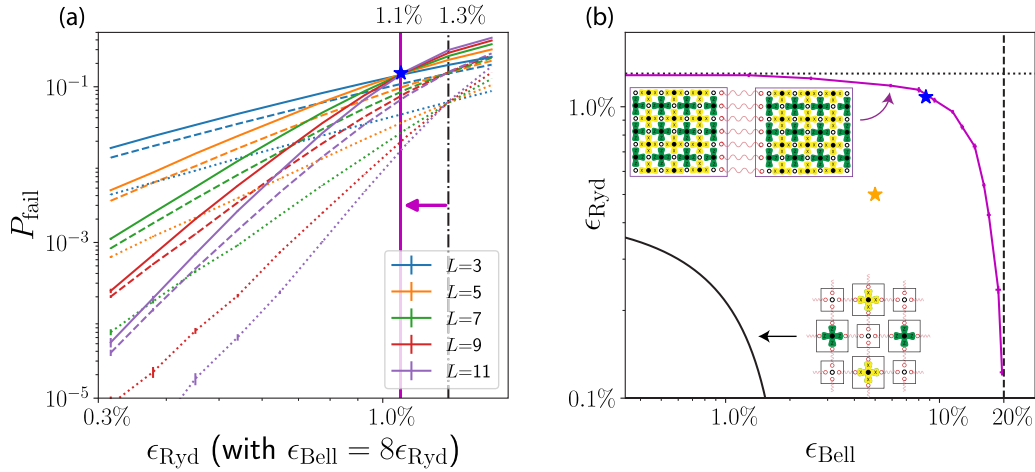 (a)
1.1% 1.3%
10⁻¹
10⁻³
10⁻⁵
P_fail
L=3
L=5
L=7
L=9
L=11
0.3% 1.0%
ϵ_Ryd (with ϵ_Bell = 8ϵ_Ryd)
(b)
1.0%
0.1%
ϵ_Ryd
1.0% 10% 20%
ϵ_Bell